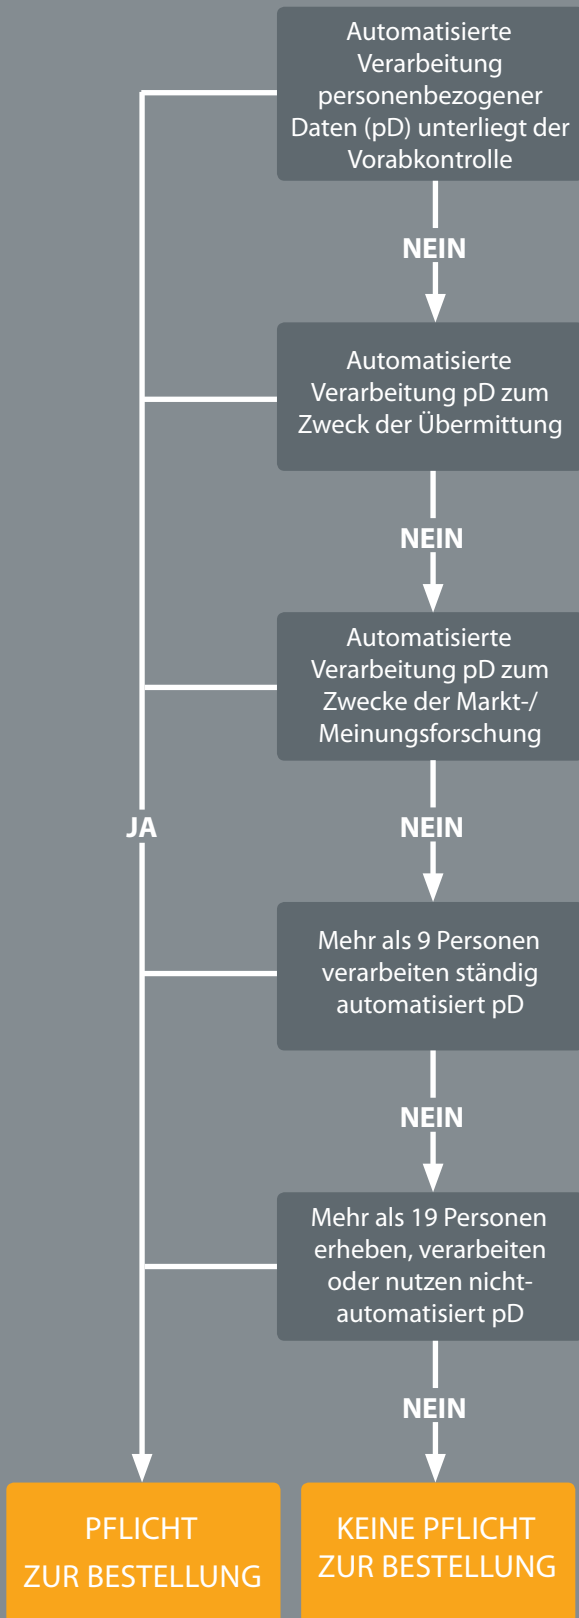 Automatisierte
Verarbeitung
personenbezogener
Daten (pD) unterliegt der
Vorabkontrolle
NEIN
Automatisierte
Verarbeitung pD zum
Zweck der Übermittung
NEIN
Automatisierte
Verarbeitung pD zum
Zwecke der Markt-/
Meinungsforschung
JA
NEIN
Mehr als 9 Personen
verarbeiten ständig
automatisiert pD
NEIN
Mehr als 19 Personen
erheben, verarbeiten
oder nutzen nicht-
automatisiert pD
NEIN
PFLICHT
ZUR BESTELLUNG
KEINE PFLICHT
ZUR BESTELLUNG